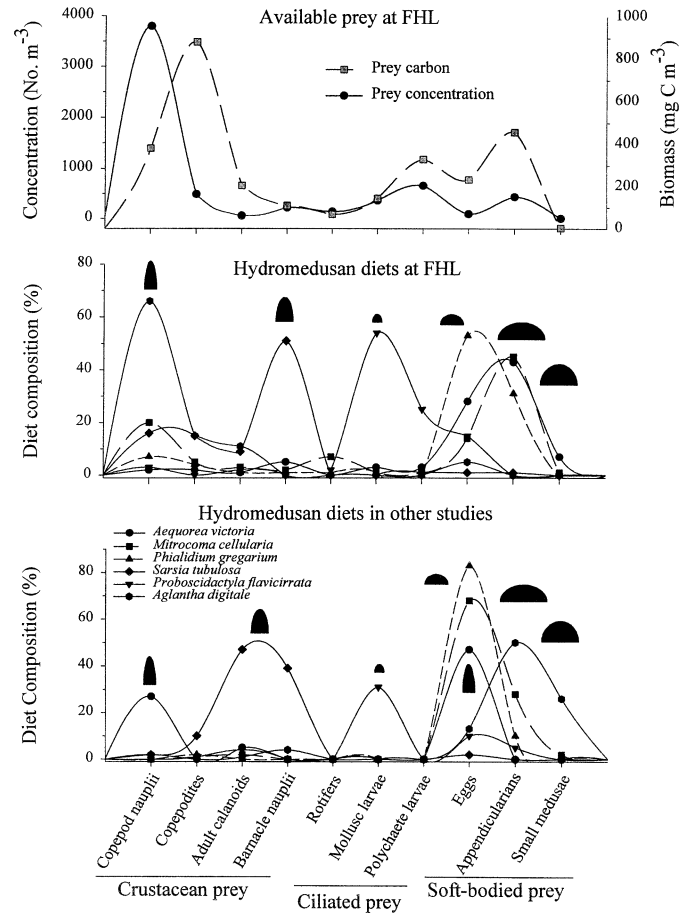 Available prey at FHL
Concentration (No. m-3)
4000
3000
2000
1000
0
1000
800
600
400
200
0
Biomass (mg C m-3)
Prey carbon
Prey concentration
Hydromedusan diets at FHL
Diet composition (%)
80
60
40
20
0
Hydromedusan diets in other studies
Diet Composition (%)
80
60
40
20
0
Aequorea victoria
Mitrocoma cellularia
Phialidium gregarium
Sarsia tubulosa
Proboscidactyla flavicirrata
Aglantha digitale
Copepod nauplii
Copepodites
Adult calanoids
Barnacle nauplii
Rotifers
Mollusc larvae
Polychaete larvae
Eggs
Appendicularians
Small medusae
Crustacean prey
Ciliated prey
Soft-bodied prey